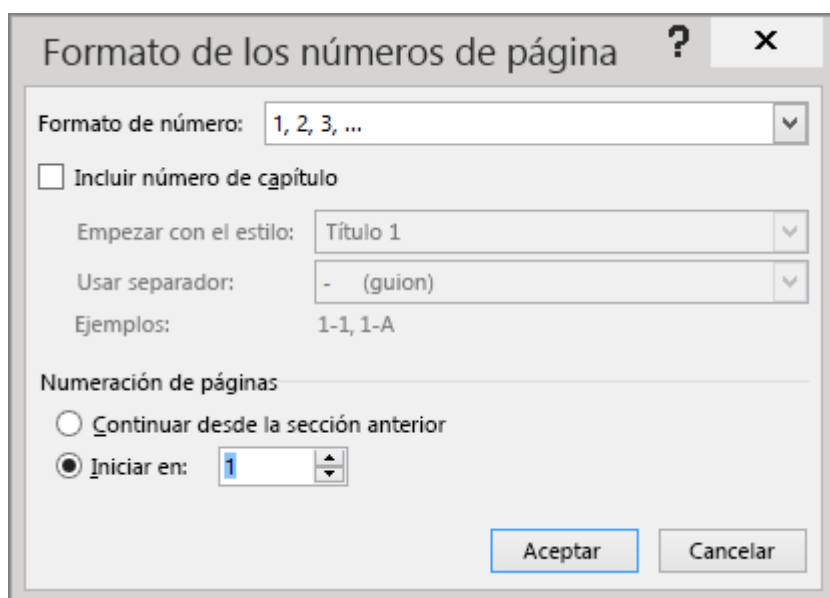 Formato de los números de página ? ×
Formato de número: 1, 2, 3, ...
Incluir número de capítulo
Empezar con el estilo: Título 1
Usar separador: - (guion)
Ejemplos: 1-1, 1-A
Numeración de páginas
Continuar desde la sección anterior
Iniciar en: 1
Aceptar Cancelar